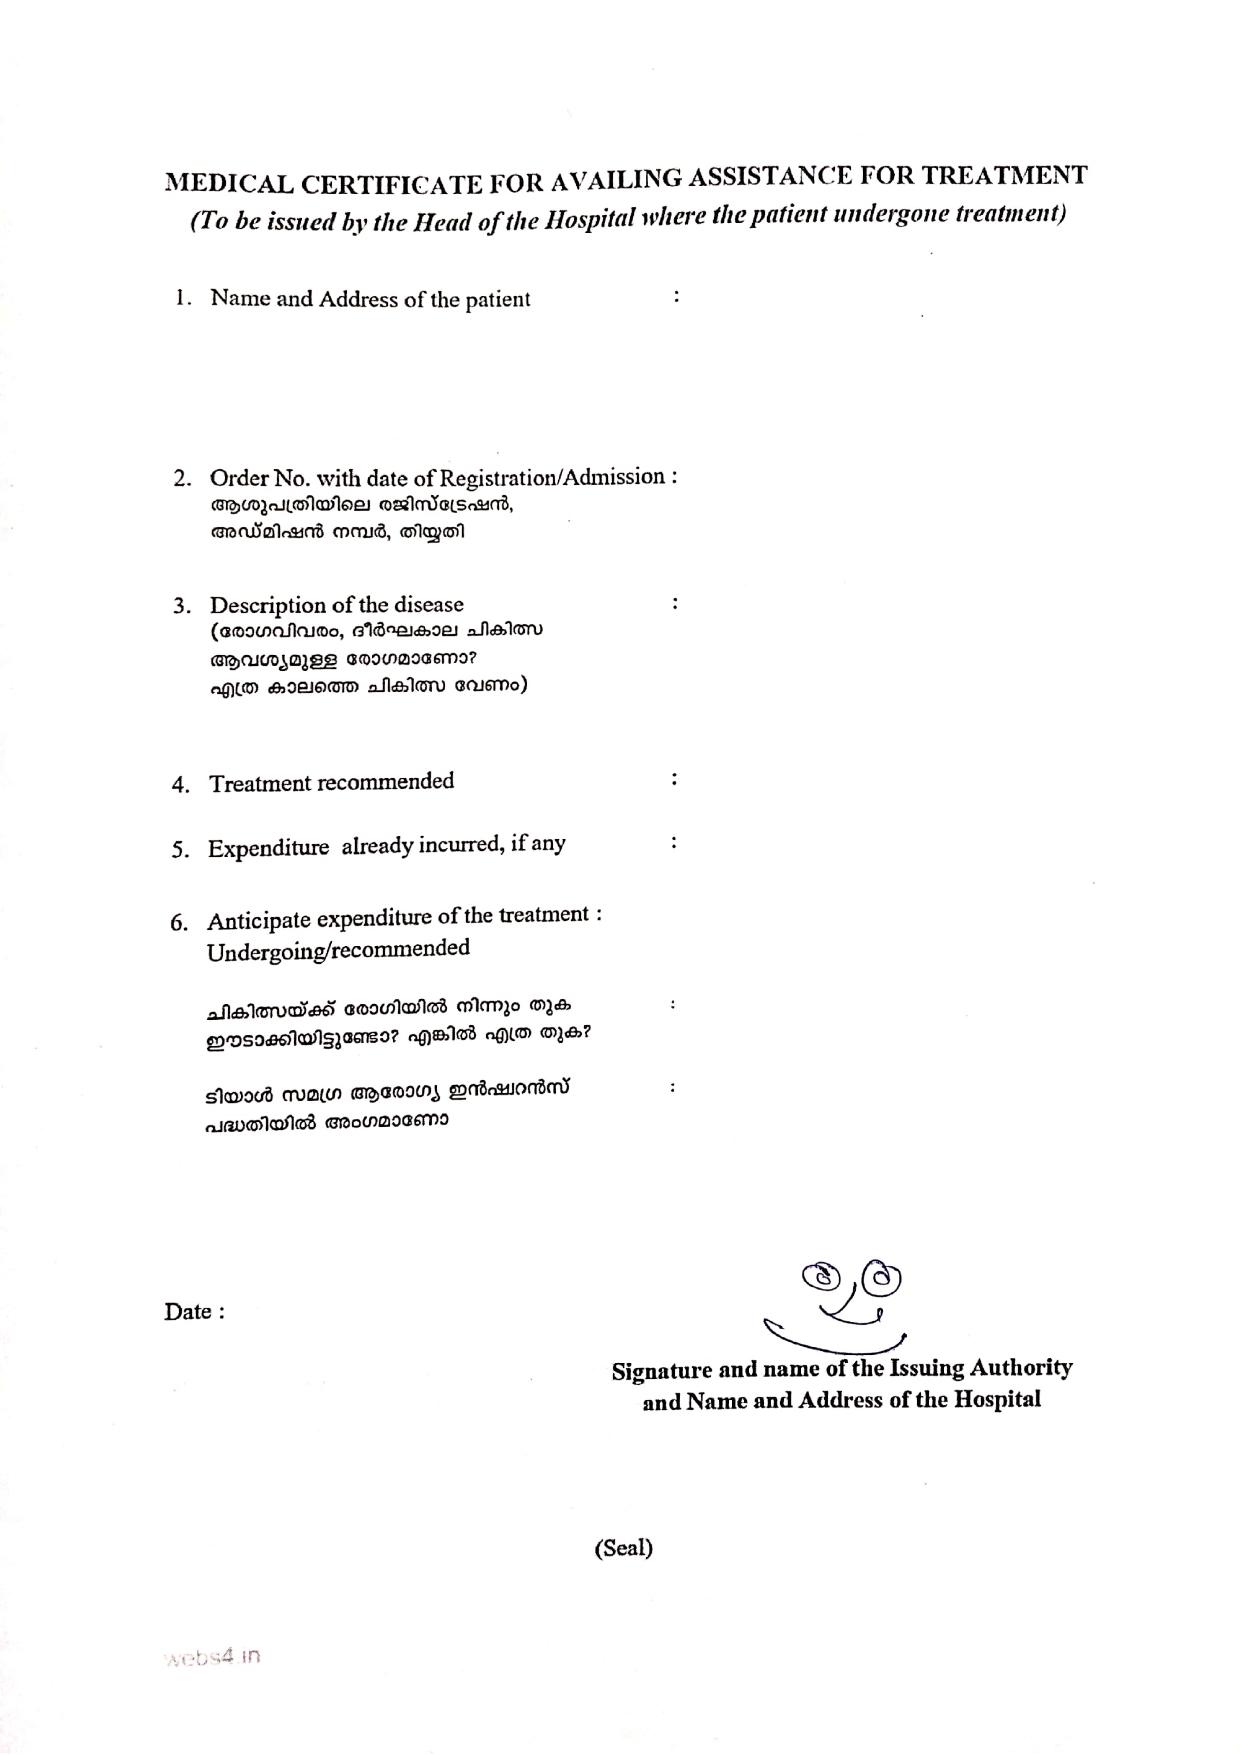 MEDICAL CERTIFICATE FOR AVAILING ASSISTANCE FOR TREATMENT
(To be issued by the Head of the Hospital where the patient undergone treatment)
1. Name and Address of the patient :
2. Order No. with date of Registration/Admission :
ആശുപത്രിയിലെ രജിസ്ട്രേഷൻ,
അഡ്മിഷൻ നമ്പർ, തിയ്യതി
3. Description of the disease :
(രോഗവിവരം, ദീർഘകാല ചികിത്സ
ആവശ്യമുള്ള രോഗമാണോ?
എത്ര കാലത്തെ ചികിത്സ വേണം)
4. Treatment recommended :
5. Expenditure already incurred, if any :
6. Anticipate expenditure of the treatment :
Undergoing/recommended
ചികിത്സയ്ക്ക് രോഗിയിൽ നിന്നും തുക :
ഈടാക്കിയിട്ടുണ്ടോ? എങ്കിൽ എത്ര തുക?
ടിയാൾ സമഗ്ര ആരോഗ്യ ഇൻഷ്വറൻസ് :
പദ്ധതിയിൽ അംഗമാണോ
Date :
Signature and name of the Issuing Authority
and Name and Address of the Hospital
(Seal)
webs4.in